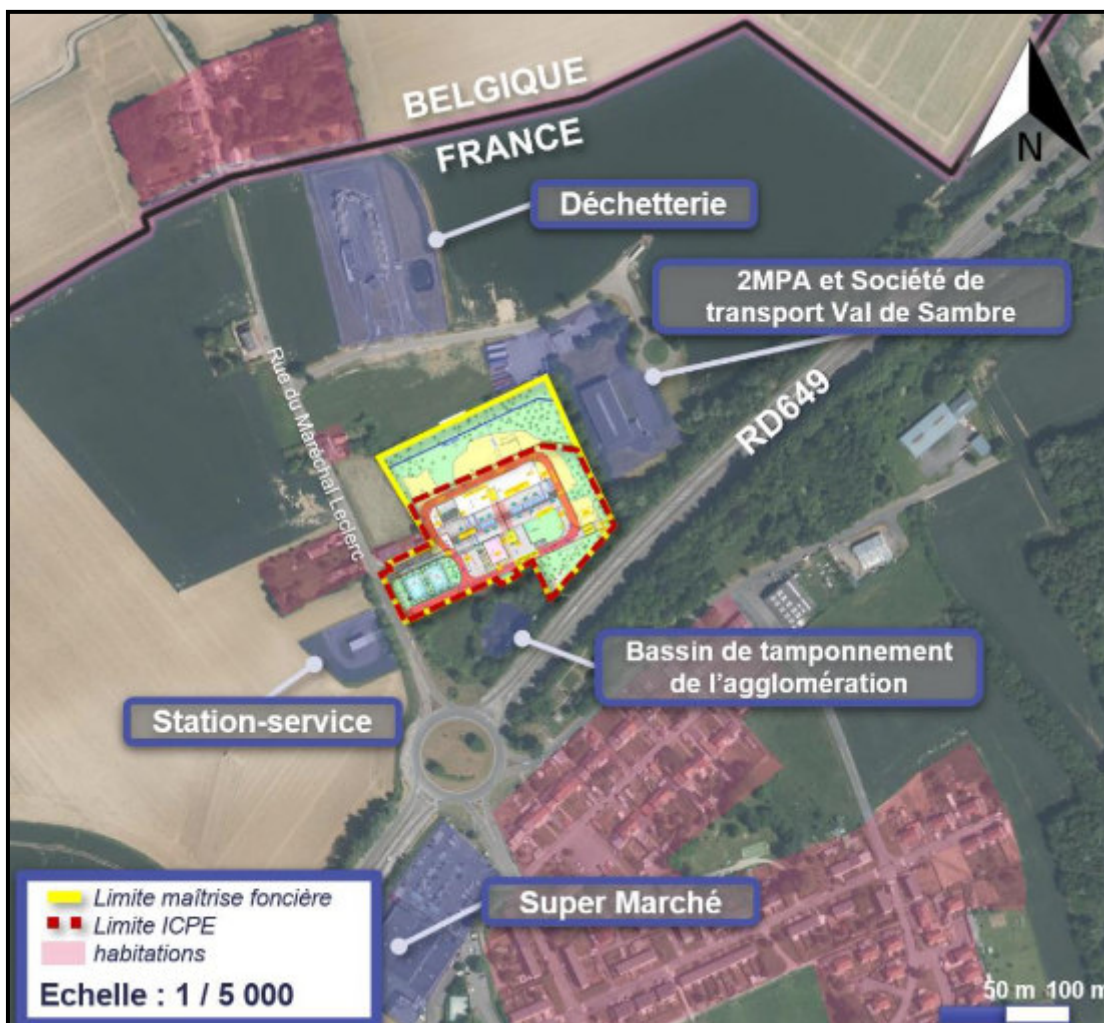 BELGIQUE
FRANCE
N
Déchetterie
2MPA et Société de
transport Val de Sambre
Rue du Maréchal Leclerc
RD649
Bassin de tamponnement
de l'agglomération
Station-service
Super Marché
Limite maîtrise foncière
Limite ICPE
habitations
Echelle : 1 / 5 000
50 m 100 m